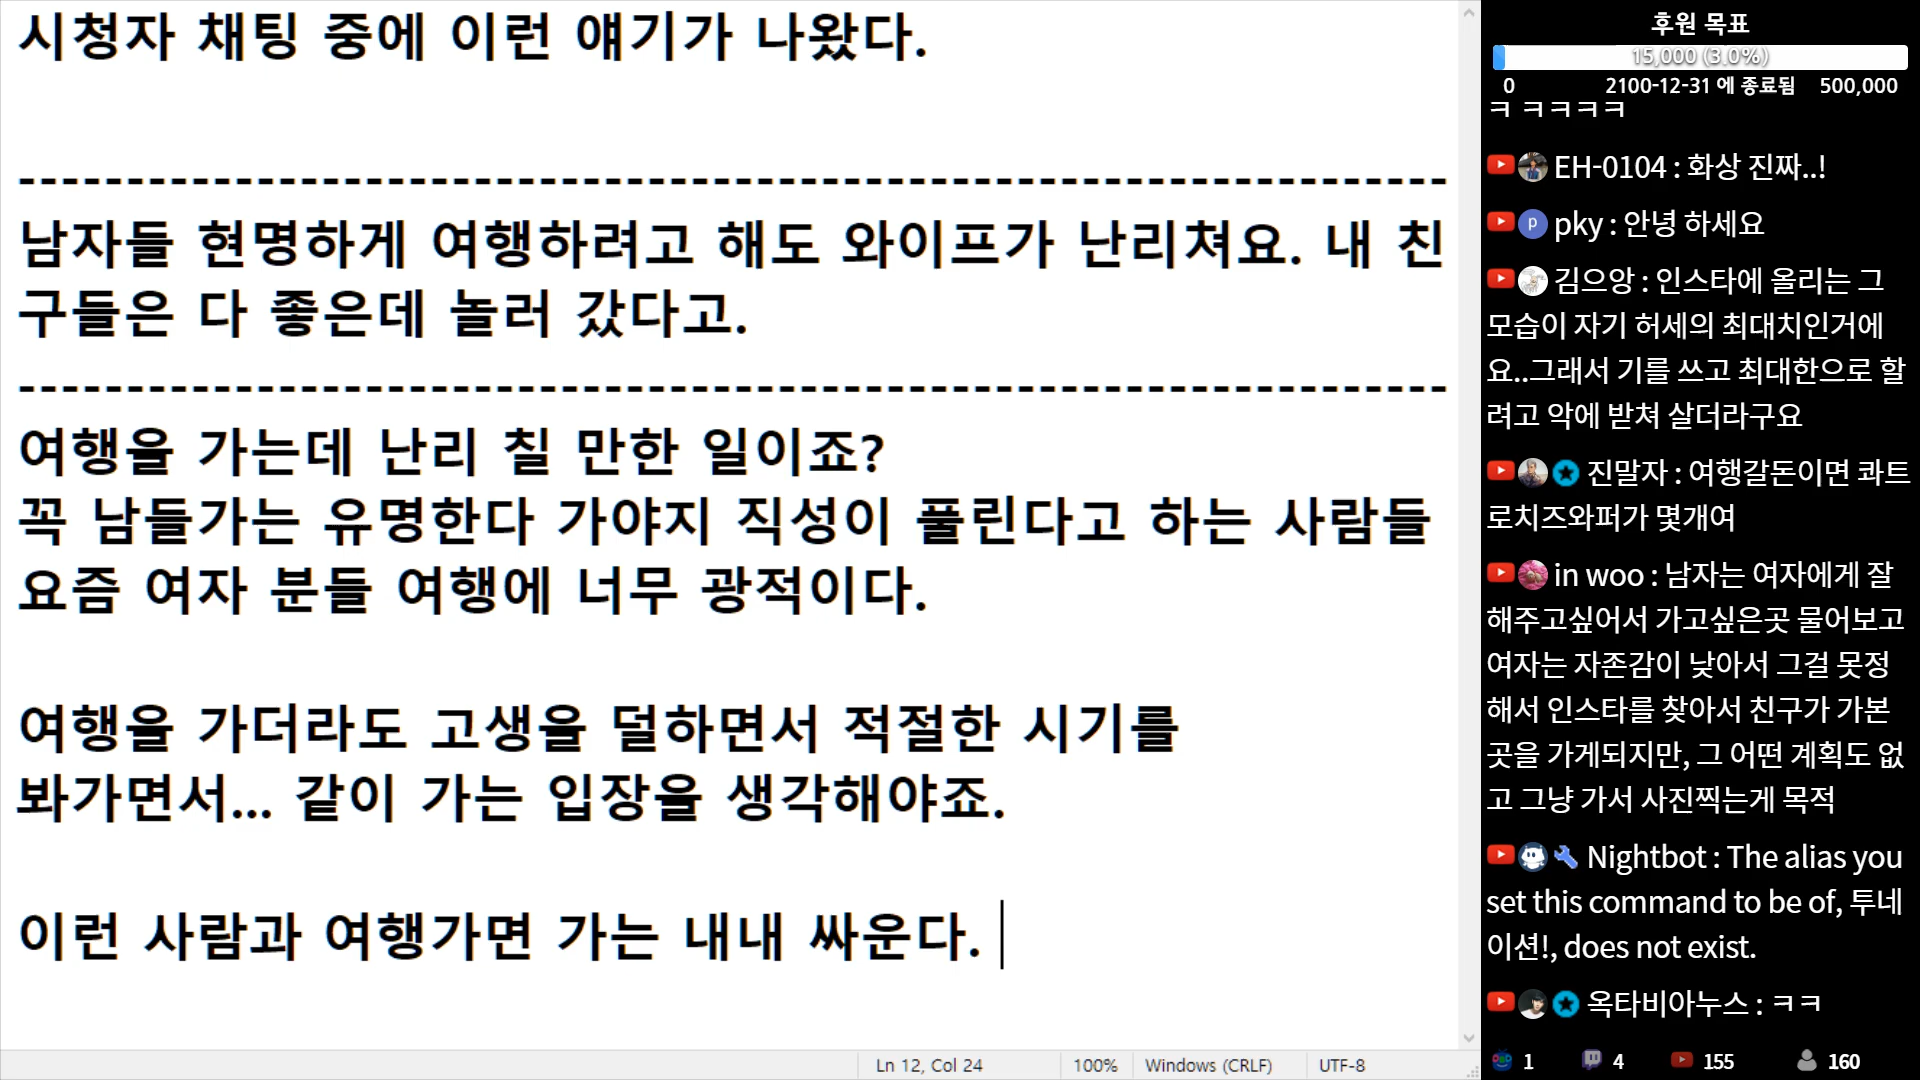 시청자 채팅 중에 이런 얘기가 나왔다.
--------------------------------------------------------------------
남자들 현명하게 여행하려고 해도 와이프가 난리쳐요. 내 친
구들은 다 좋은데 놀러 갔다고.
--------------------------------------------------------------------
여행을 가는데 난리 칠 만한 일이죠?
꼭 남들가는 유명한다 가야지 직성이 풀린다고 하는 사람들
요즘 여자 분들 여행에 너무 광적이다.
여행을 가더라도 고생을 덜하면서 적절한 시기를
봐가면서... 같이 가는 입장을 생각해야죠.
이런 사람과 여행가면 가는 내내 싸운다.
Ln 12, Col 24 100% Windows (CRLF) UTF-8
후원 목표
15,000 (3.0%)
0 2100-12-31 에 종료됨 500,000
ㅋ ㅋㅋㅋㅋ
EH-0104 : 화상 진짜..!
p pky : 안녕 하세요
김으앙 : 인스타에 올리는 그
모습이 자기 허세의 최대치인거에
요..그래서 기를 쓰고 최대한으로 할
려고 악에 받쳐 살더라구요
진말자 : 여행갈돈이면 콰트
로치즈와퍼가 몇개여
in woo : 남자는 여자에게 잘
해주고싶어서 가고싶은곳 물어보고
여자는 자존감이 낮아서 그걸 못정
해서 인스타를 찾아서 친구가 가본
곳을 가게되지만, 그 어떤 계획도 없
고 그냥 가서 사진찍는게 목적
Nightbot : The alias you
set this command to be of, 투네
이션!, does not exist.
옥타비아누스 : ㅋㅋ
1 4 155 160